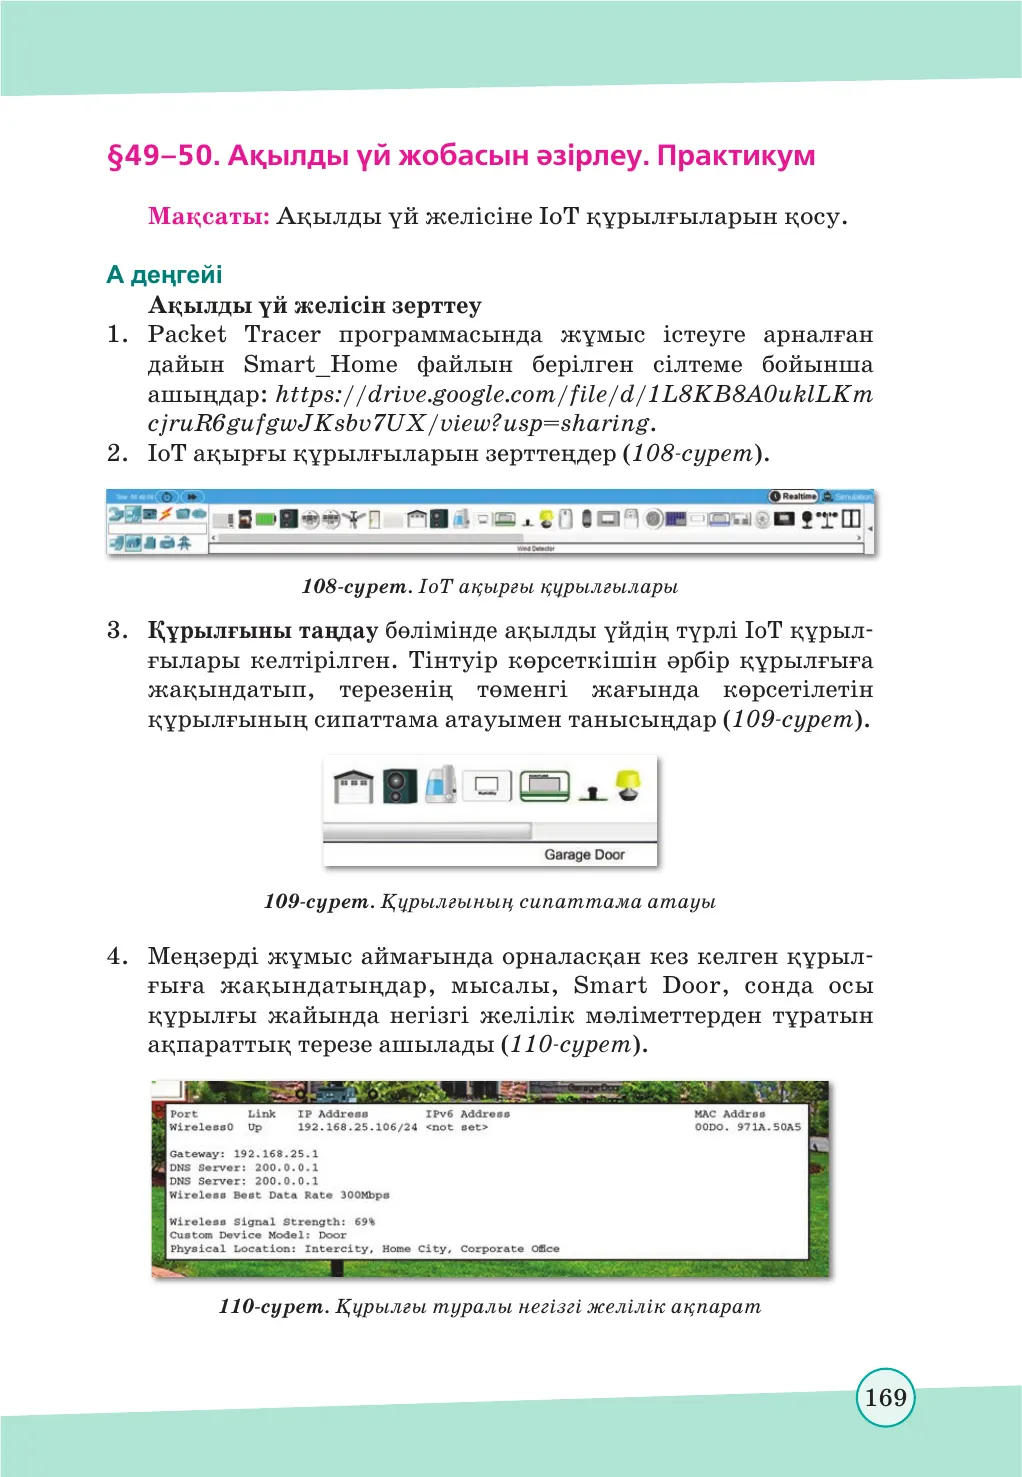 §49–50. Ақылды үй жобасын әзірлеу. Практикум
Мақсаты: Ақылды үй желісіне IoT құрылғыларын қосу.
А деңгейі
Ақылды үй желісін зерттеу
1. Packet Tracer программасында жұмыс істеуге арналған
дайын Smart_Home файлын берілген сілтеме бойынша
ашыңдар: https://drive.google.com/file/d/1L8KB8A0uklLKm
cjruR6gufgwJKsbv7UX/view?usp=sharing.
2. IoT ақырғы құрылғыларын зерттеңдер (108-сурет).
Realtime
Simulation
Wind Detector
108-сурет. IoT ақырғы құрылғылары
3. Құрылғыны таңдау бөлімінде ақылды үйдің түрлі IoT құрыл-
ғылары келтірілген. Тінтуір көрсеткішін әрбір құрылғыға
жақындатып, терезенің төменгі жағында көрсетілетін
құрылғының сипаттама атауымен танысыңдар (109-сурет).
Humidity
Garage Door
109-сурет. Құрылғының сипаттама атауы
4. Меңзерді жұмыс аймағында орналасқан кез келген құрыл-
ғыға жақындатыңдар, мысалы, Smart Door, сонда осы
құрылғы жайында негізгі желілік мәліметтерден тұратын
ақпараттық терезе ашылады (110-сурет).
Garage Door
Port Link IP Address IPv6 Address MAC Addrss
Wireless0 Up 192.168.25.106/24 <not set> 00D0. 971A.50A5
Gateway: 192.168.25.1
DNS Server: 200.0.0.1
DNS Server: 200.0.0.1
Wireless Best Data Rate 300Mbps
Wireless Signal Strength: 69%
Custom Device Model: Door
Physical Location: Intercity, Home City, Corporate Office
110-сурет. Құрылғы туралы негізгі желілік ақпарат
169